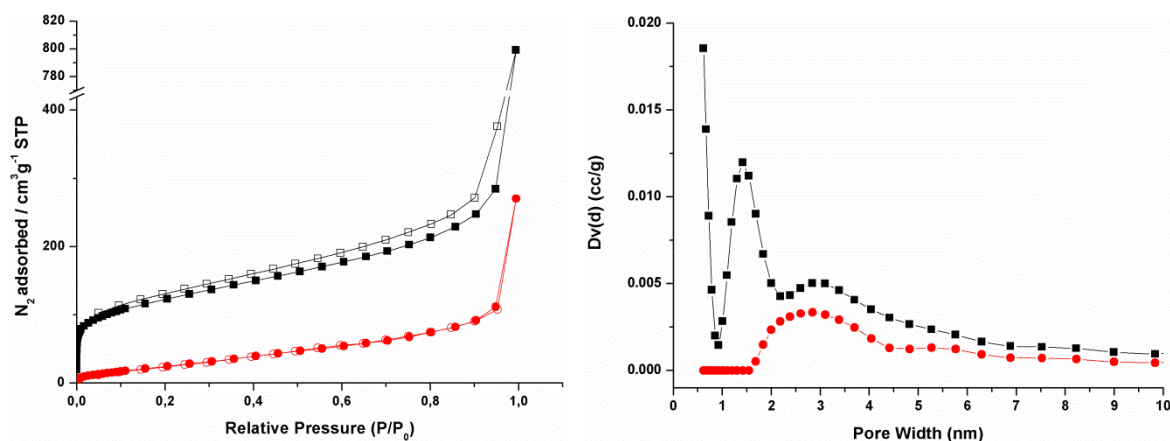 820
800
780
400
200
0
N₂ adsorbed / cm³g⁻¹ STP
0,0 0,2 0,4 0,6 0,8 1,0
Relative Pressure (P/P₀)
0.020
0.015
0.010
0.005
0.000
Dv(d) (cc/g)
0 1 2 3 4 5 6 7 8 9 10
Pore Width (nm)